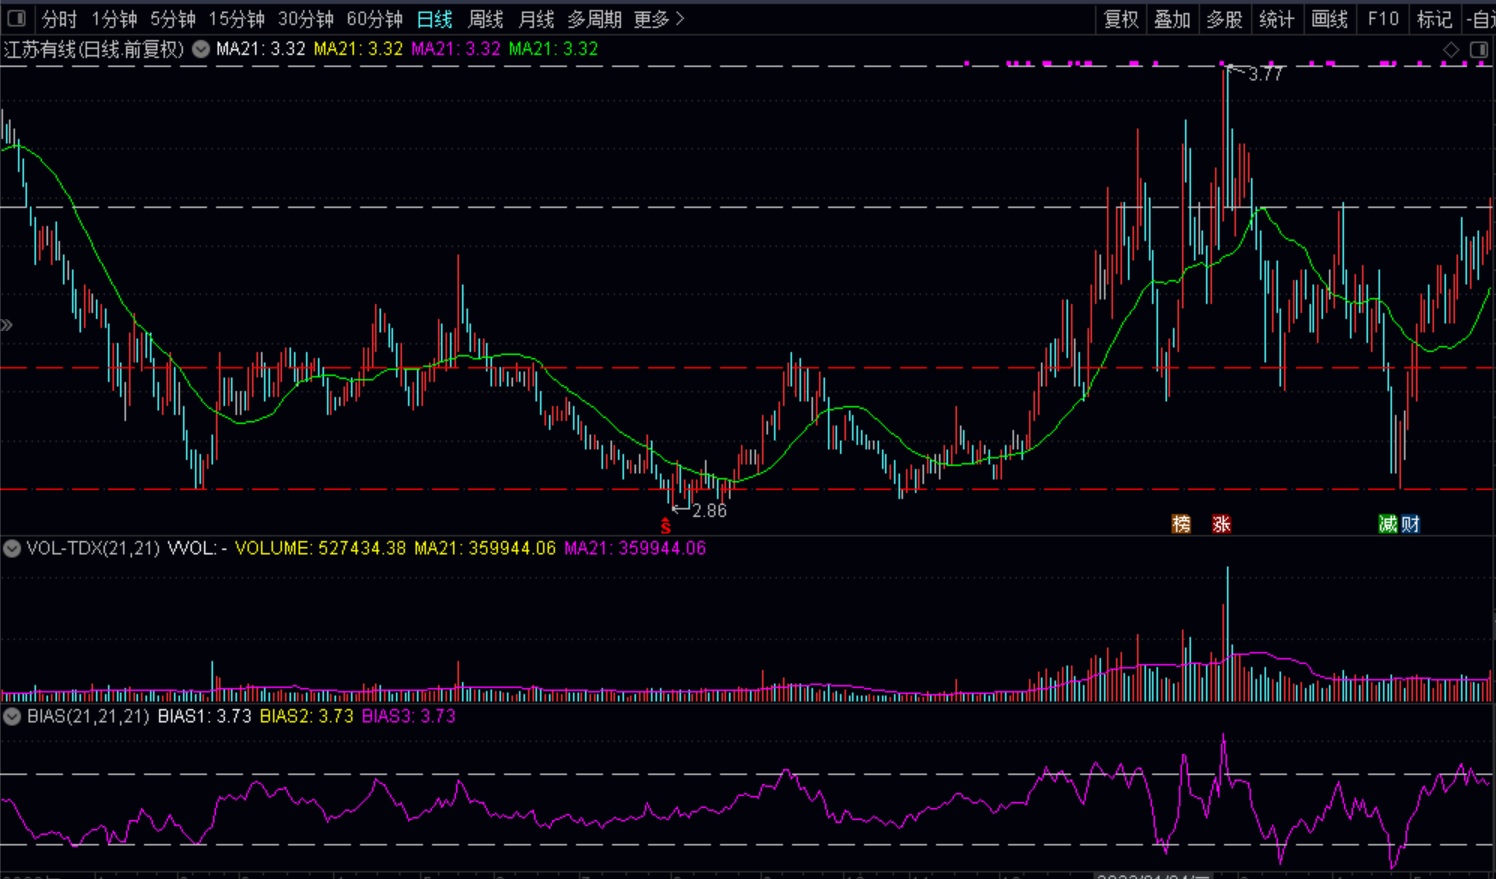 分时 1分钟 5分钟 15分钟 30分钟 60分钟 日线 周线 月线 多周期 更多 复权 叠加 多股 统计 画线 F10 标记 -自选
江苏有线(日线.前复权) MA21: 3.32 MA21: 3.32 MA21: 3.32 MA21: 3.32
3.77
2.86
S
榜 涨 减 财
VOL-TDX(21,21) VVOL: - VOLUME: 527434.38 MA21: 359944.06 MA21: 359944.06
BIAS(21,21,21) BIAS1: 3.73 BIAS2: 3.73 BIAS3: 3.73